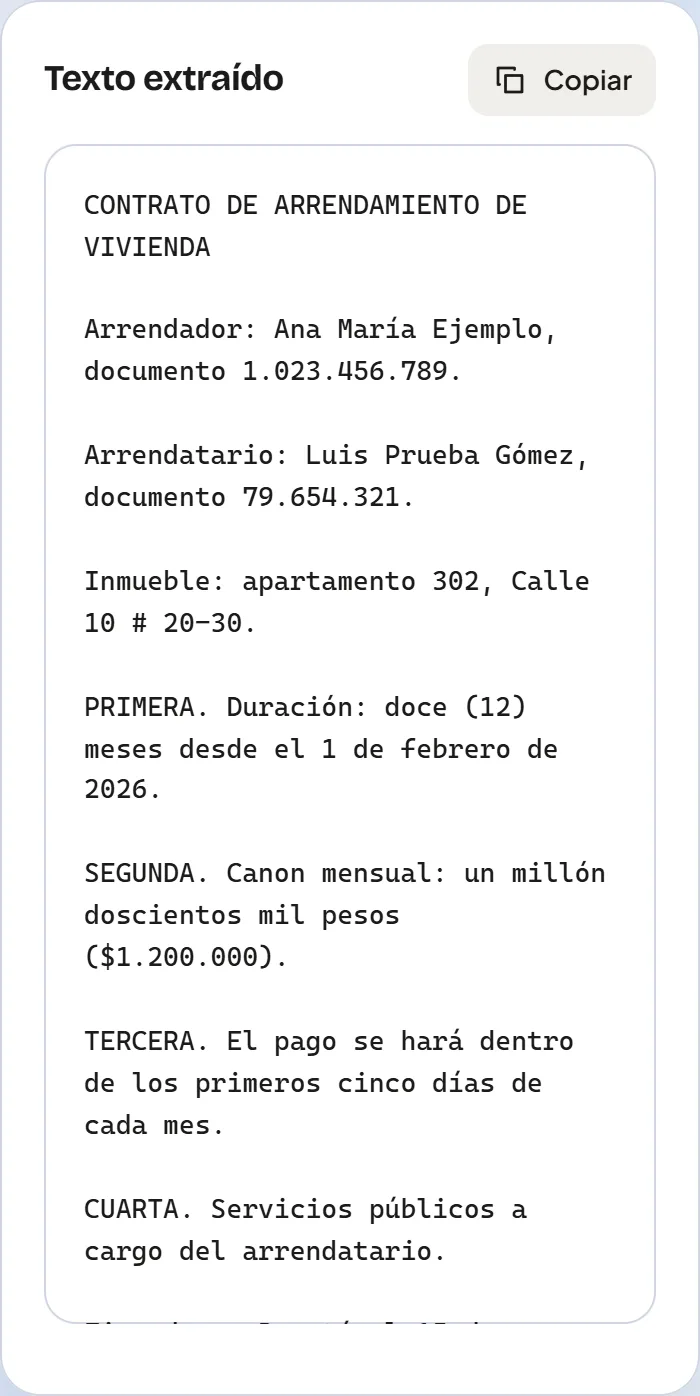 Texto extraído
Copiar
CONTRATO DE ARRENDAMIENTO DE
VIVIENDA
Arrendador: Ana María Ejemplo,
documento 1.023.456.789.
Arrendatario: Luis Prueba Gómez,
documento 79.654.321.
Inmueble: apartamento 302, Calle
10 # 20-30.
PRIMERA. Duración: doce (12)
meses desde el 1 de febrero de
2026.
SEGUNDA. Canon mensual: un millón
doscientos mil pesos
($1.200.000).
TERCERA. El pago se hará dentro
de los primeros cinco días de
cada mes.
CUARTA. Servicios públicos a
cargo del arrendatario.